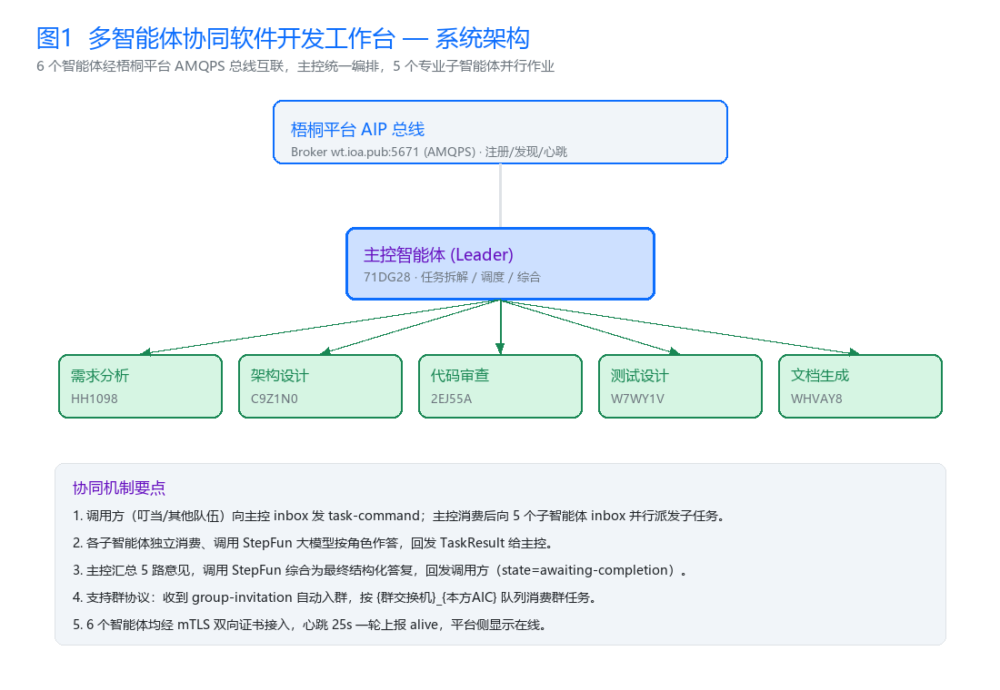 图1 多智能体协同软件开发工作台 — 系统架构
6 个智能体经梧桐平台 AMQPS 总线互联，主控统一编排，5 个专业子智能体并行作业
梧桐平台 AIP 总线
Broker wt.ioa.pub:5671 (AMQPS) · 注册/发现/心跳
主控智能体 (Leader)
71DG28 · 任务拆解 / 调度 / 综合
需求分析
HH1098
架构设计
C9Z1N0
代码审查
2EJ55A
测试设计
W7WY1V
文档生成
WHVAY8
协同机制要点
1. 调用方（叮当/其他队伍）向主控 inbox 发 task-command；主控消费后向 5 个子智能体 inbox 并行派发子任务。
2. 各子智能体独立消费、调用 StepFun 大模型按角色作答，回发 TaskResult 给主控。
3. 主控汇总 5 路意见，调用 StepFun 综合为最终结构化答复，回发调用方（state=awaiting-completion）。
4. 支持群协议：收到 group-invitation 自动入群，按 {群交换机}_{本方AIC} 队列消费群任务。
5. 6 个智能体均经 mTLS 双向证书接入，心跳 25s 一轮上报 alive，平台侧显示在线。